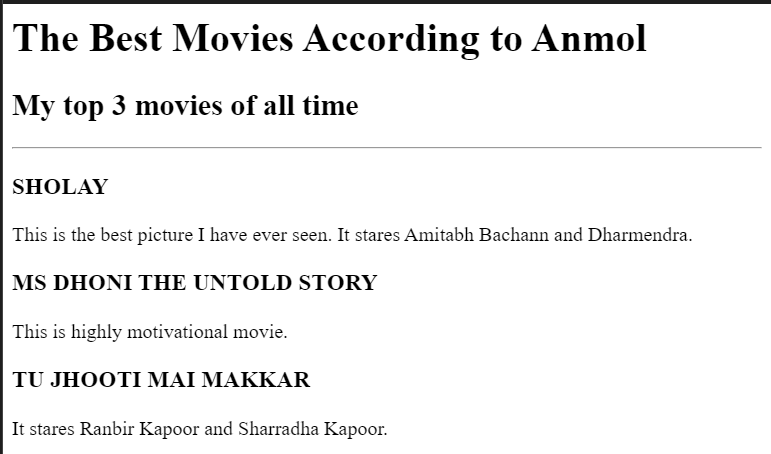 The Best Movies According to Anmol
My top 3 movies of all time
SHOLAY
This is the best picture I have ever seen. It stares Amitabh Bachann and Dharmendra.
MS DHONI THE UNTOLD STORY
This is highly motivational movie.
TU JHOOTI MAI MAKKAR
It stares Ranbir Kapoor and Sharradha Kapoor.